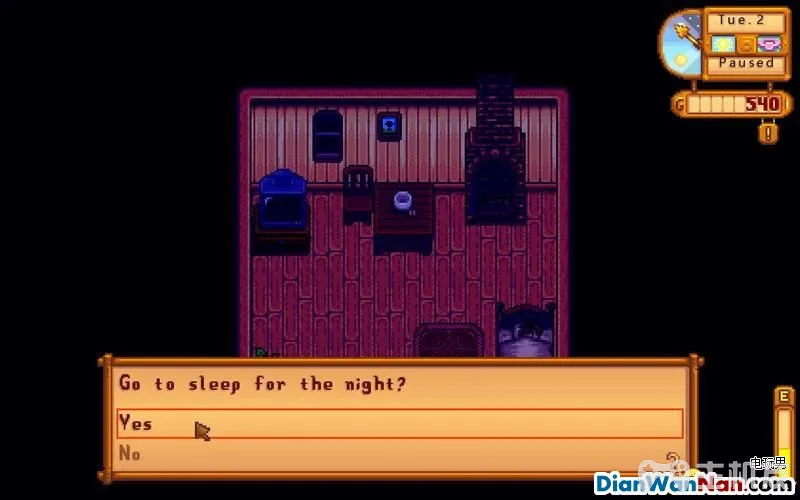 Tue. 2
Paused
G 540
!
Go to sleep for the night?
Yes
No
E
电玩男
DianWanNan.com